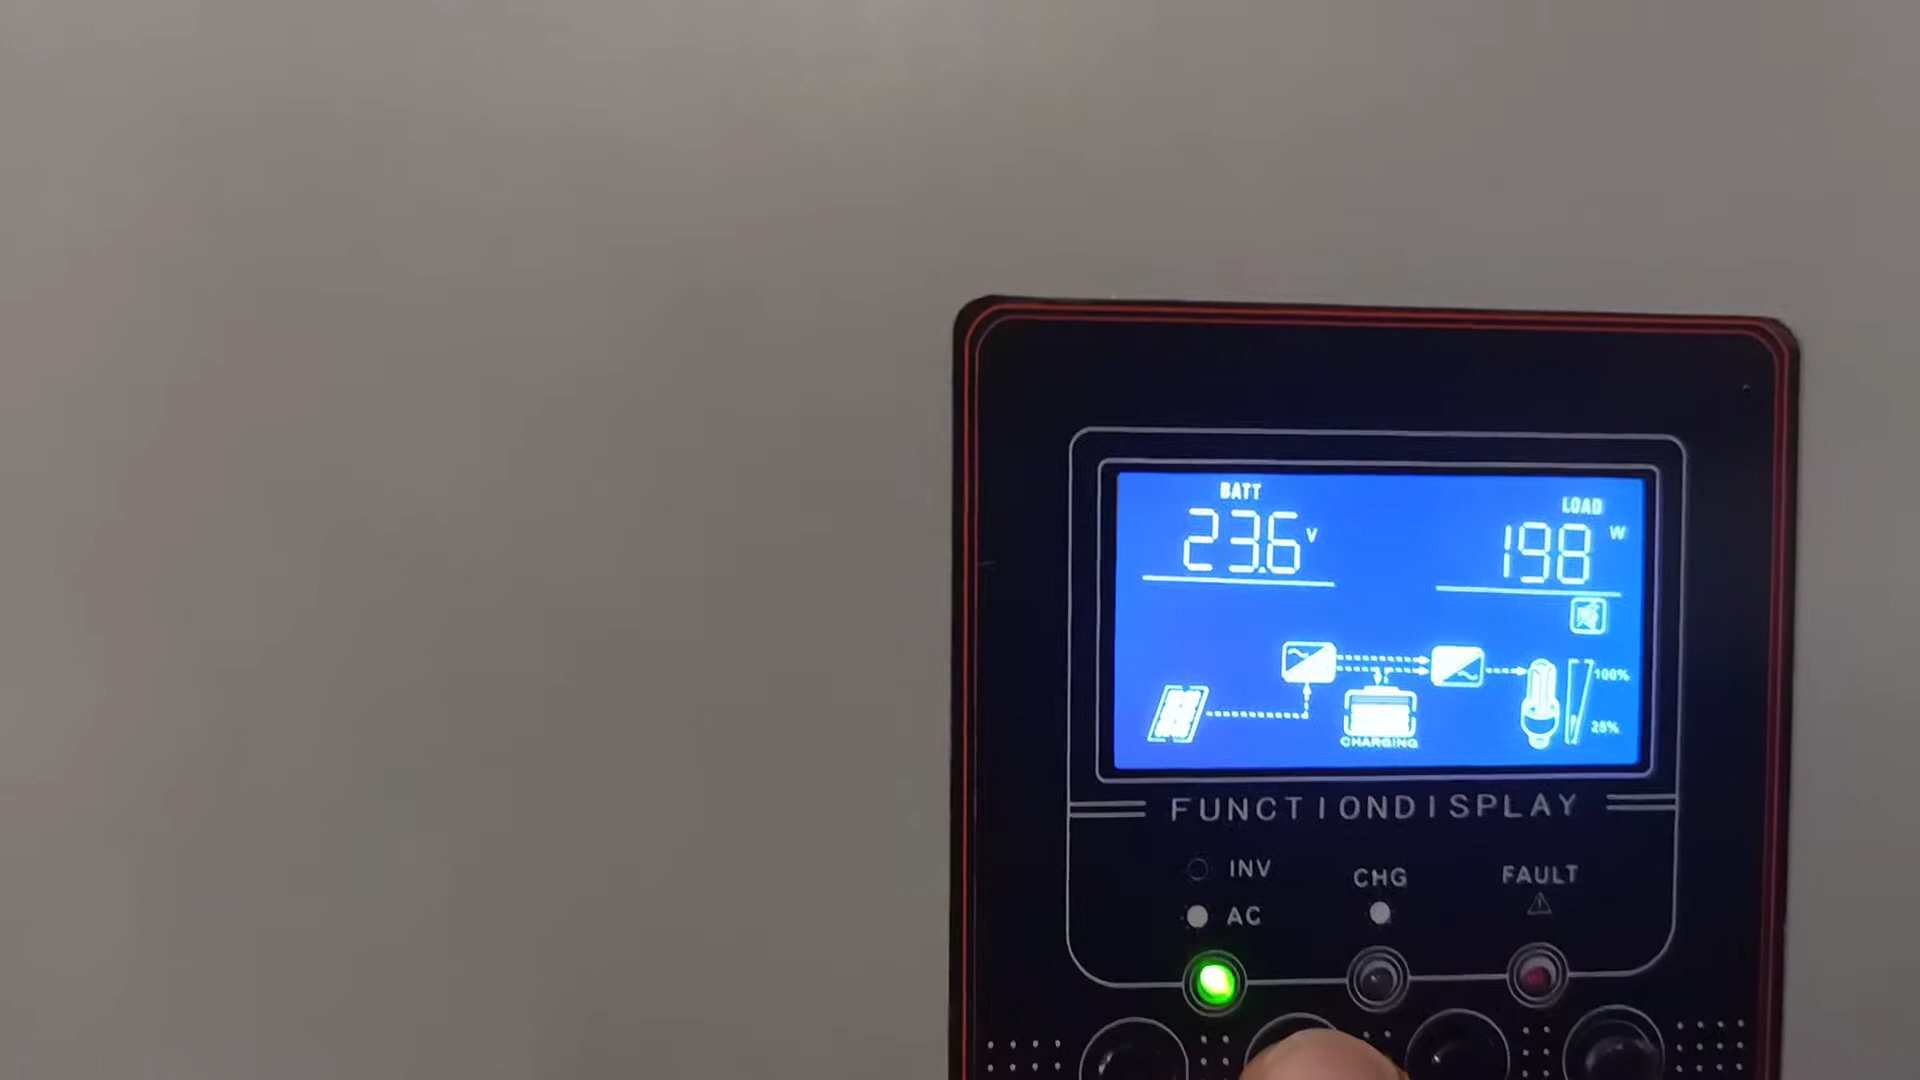 BATT
23.6 V
LOAD
198 W
100%
25%
CHARGING
FUNCTIONDISPLAY
INV
AC
CHG
FAULT